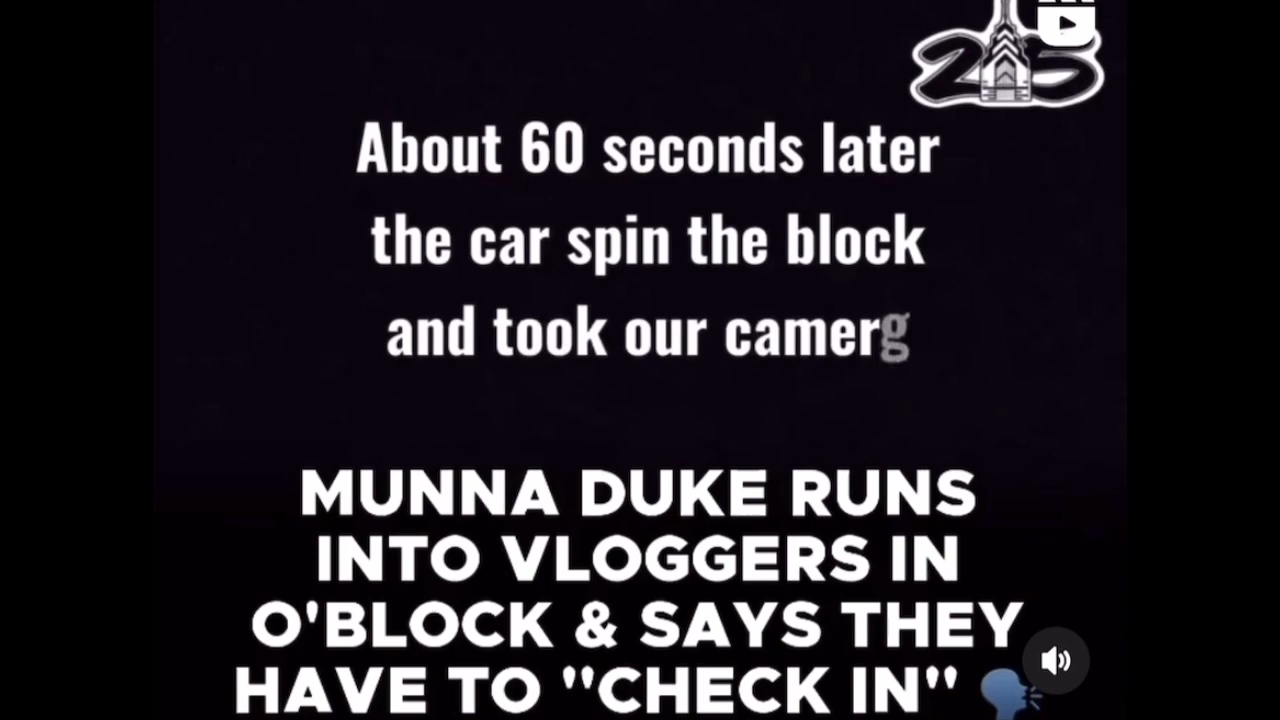 215
About 60 seconds later
the car spin the block
and took our camerg
MUNNA DUKE RUNS
INTO VLOGGERS IN
O'BLOCK & SAYS THEY
HAVE TO "CHECK IN" 🗣️